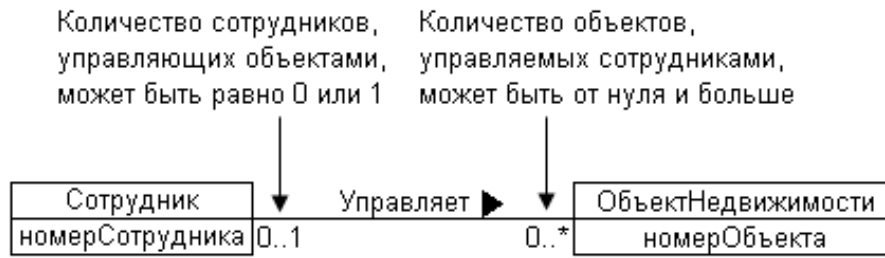 Количество сотрудников,
управляющих объектами,
может быть равно 0 или 1
Количество объектов,
управляемых сотрудниками,
может быть от нуля и больше
Сотрудник
номерСотрудника
0..1
Управляет
0..*
ОбъектНедвижимости
номерОбъекта